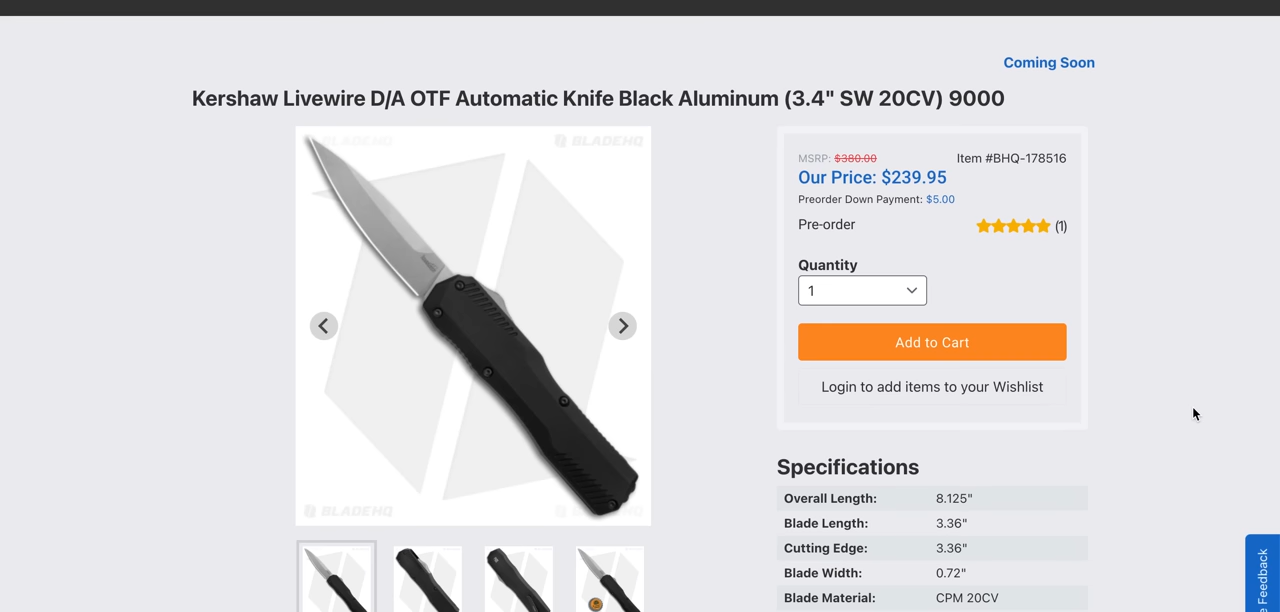 Coming Soon
Kershaw Livewire D/A OTF Automatic Knife Black Aluminum (3.4" SW 20CV) 9000
BLADEHQ
BLADEHQ
BLADEHQ
MSRP: $380.00
Item #BHQ-178516
Our Price: $239.95
Preorder Down Payment: $5.00
Pre-order
(1)
Quantity
1
Add to Cart
Login to add items to your Wishlist
Specifications
Overall Length: 8.125"
Blade Length: 3.36"
Cutting Edge: 3.36"
Blade Width: 0.72"
Blade Material: CPM 20CV
Feedback